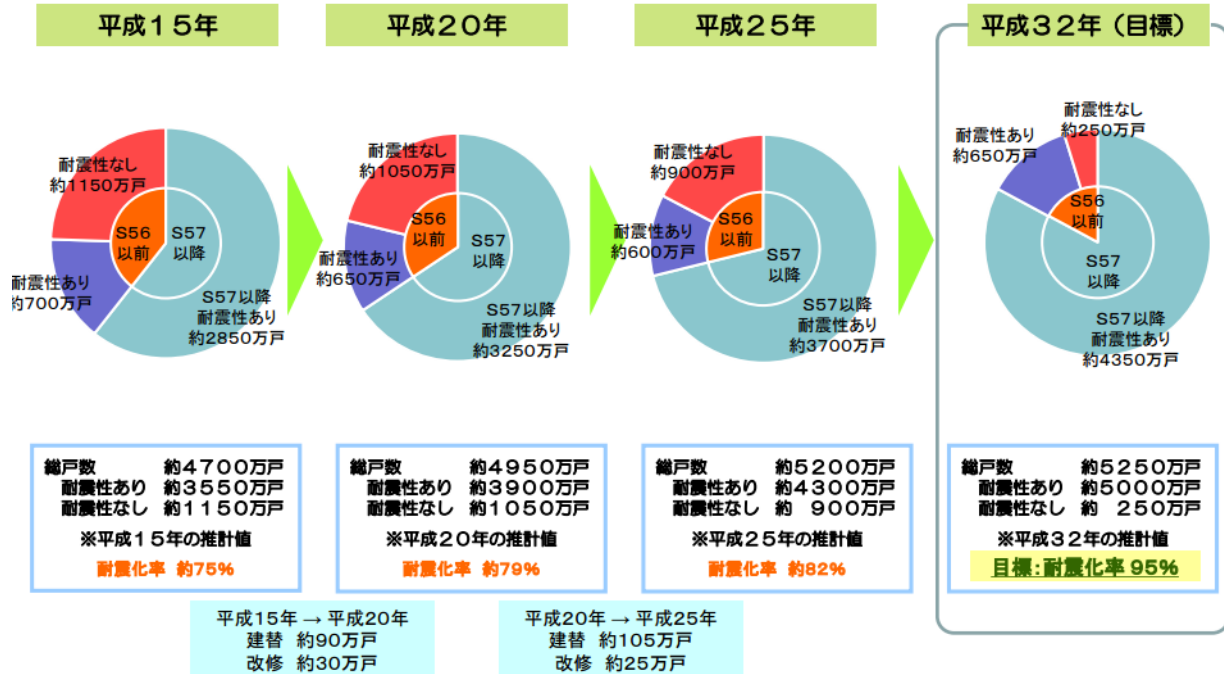 平成15年
平成20年
平成25年
平成32年（目標）
耐震性なし
約1150万戸
S56
以前
S57
以降
耐震性あり
約700万戸
S57以降
耐震性あり
約2850万戸
耐震性なし
約1050万戸
S56
以前
S57
以降
耐震性あり
約650万戸
S57以降
耐震性あり
約3250万戸
耐震性なし
約900万戸
S56
以前
S57
以降
耐震性あり
約600万戸
S57以降
耐震性あり
約3700万戸
耐震性なし
約250万戸
耐震性あり
約650万戸
S56
以前
S57
以降
S57以降
耐震性あり
約4350万戸
総戸数 約4700万戸
耐震性あり 約3550万戸
耐震性なし 約1150万戸
※平成15年の推計値
耐震化率 約75%
総戸数 約4950万戸
耐震性あり 約3900万戸
耐震性なし 約1050万戸
※平成20年の推計値
耐震化率 約79%
総戸数 約5200万戸
耐震性あり 約4300万戸
耐震性なし 約 900万戸
※平成25年の推計値
耐震化率 約82%
総戸数 約5250万戸
耐震性あり 約5000万戸
耐震性なし 約 250万戸
※平成32年の推計値
目標：耐震化率 95%
平成15年 → 平成20年
建替 約90万戸
改修 約30万戸
平成20年 → 平成25年
建替 約105万戸
改修 約25万戸